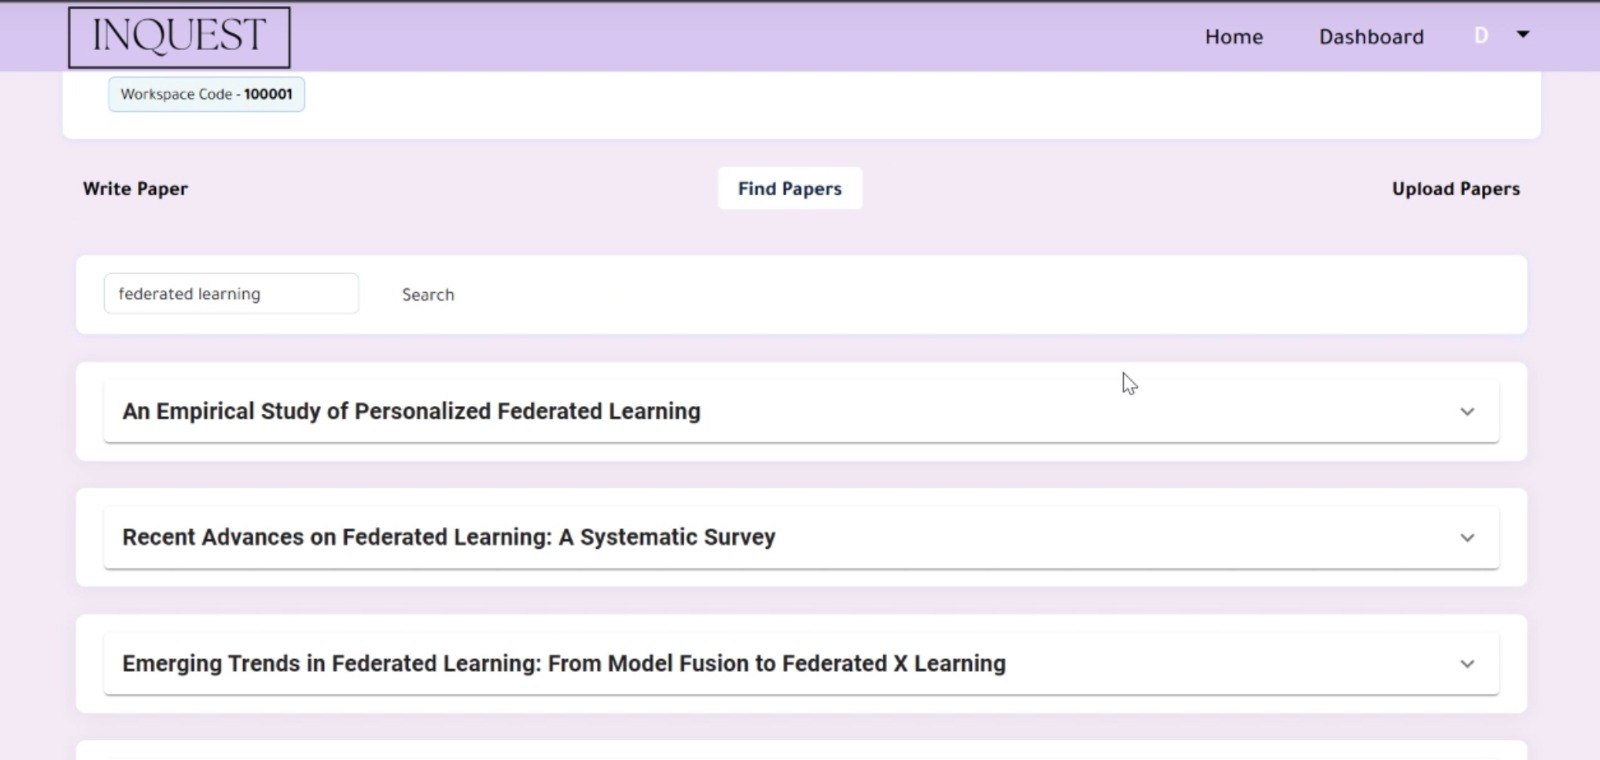 INQUEST
Home
Dashboard
D
Workspace Code - 100001
Write Paper
Find Papers
Upload Papers
federated learning
Search
An Empirical Study of Personalized Federated Learning
Recent Advances on Federated Learning: A Systematic Survey
Emerging Trends in Federated Learning: From Model Fusion to Federated X Learning